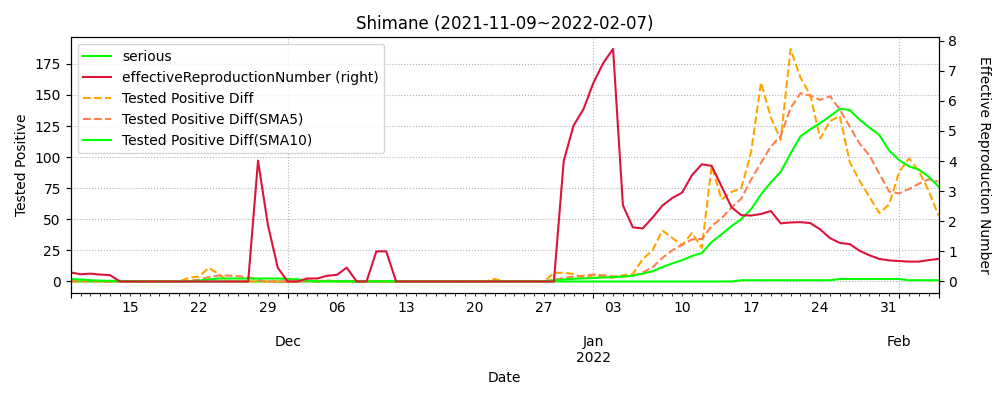 Shimane (2021-11-09~2022-02-07)
serious
effectiveReproductionNumber (right)
Tested Positive Diff
Tested Positive Diff(SMA5)
Tested Positive Diff(SMA10)
Tested Positive
175
150
125
100
75
50
25
0
8
7
6
5
4
3
2
1
0
Effective Reproduction Number
15 22 29 06 13 20 27 03 10 17 24 31
Dec Jan Feb
2022
Date